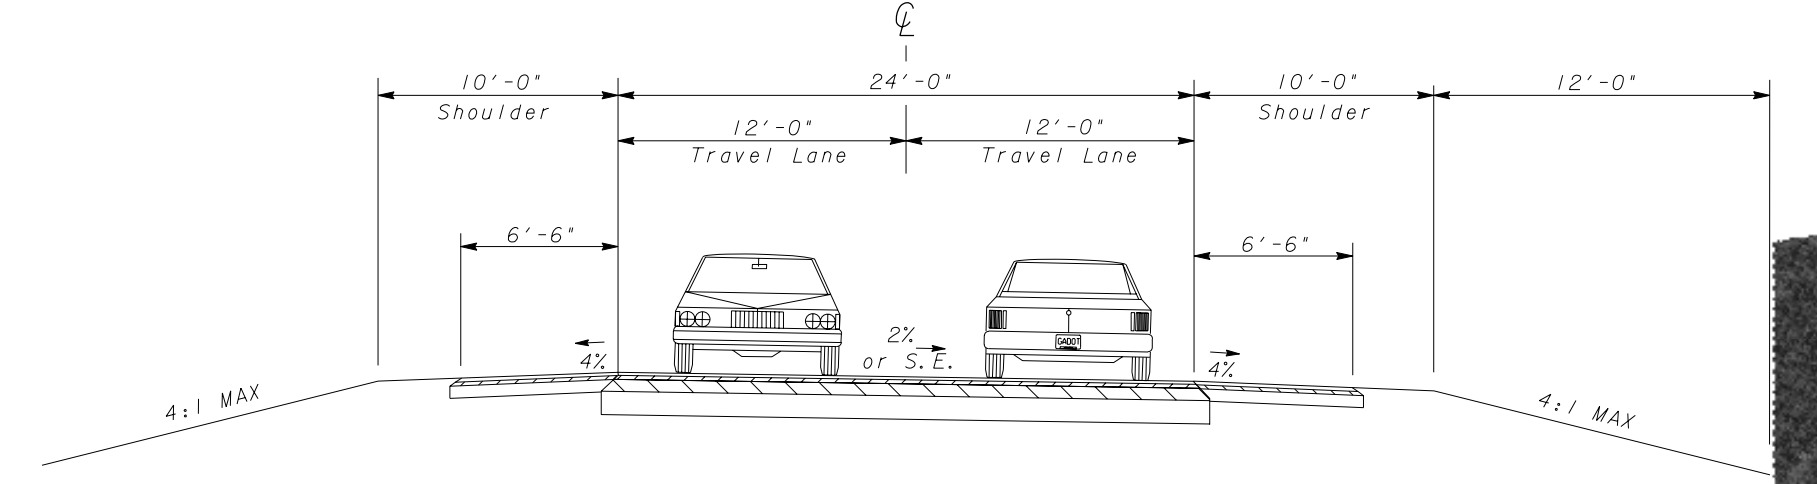 ℄
10'-0" 24'-0" 10'-0" 12'-0"
Shoulder Shoulder
12'-0" 12'-0"
Travel Lane Travel Lane
6'-6" 6'-6"
2%
or S.E.
4% 4%
GADOT
4:1 MAX 4:1 MAX